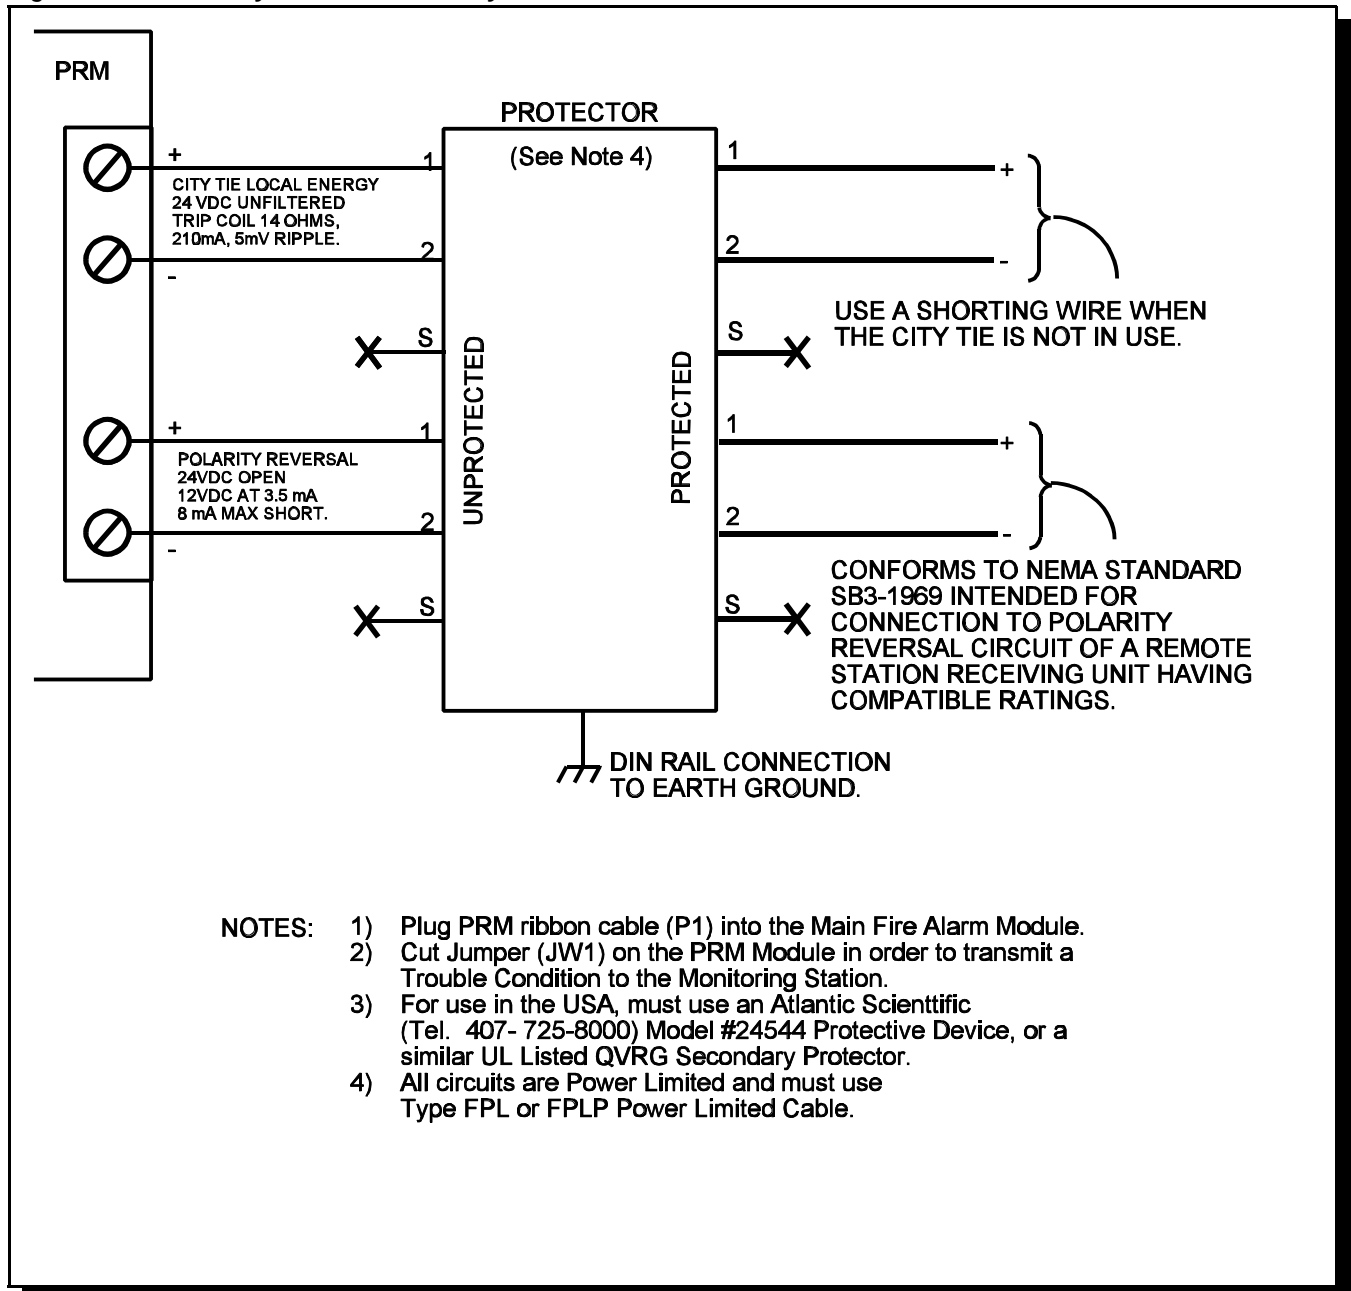 PRM
PROTECTOR
(See Note 4)
+
1
1
+
CITY TIE LOCAL ENERGY
24 VDC UNFILTERED
TRIP COIL 14 OHMS,
210mA, 5mV RIPPLE.
2
2
-
-
USE A SHORTING WIRE WHEN
THE CITY TIE IS NOT IN USE.
S
S
UNPROTECTED
PROTECTED
+
1
1
+
POLARITY REVERSAL
24VDC OPEN
12VDC AT 3.5 mA
8 mA MAX SHORT.
2
2
-
-
CONFORMS TO NEMA STANDARD
SB3-1969 INTENDED FOR
CONNECTION TO POLARITY
REVERSAL CIRCUIT OF A REMOTE
STATION RECEIVING UNIT HAVING
COMPATIBLE RATINGS.
S
S
DIN RAIL CONNECTION
TO EARTH GROUND.
NOTES: 1) Plug PRM ribbon cable (P1) into the Main Fire Alarm Module.
2) Cut Jumper (JW1) on the PRM Module in order to transmit a
Trouble Condition to the Monitoring Station.
3) For use in the USA, must use an Atlantic Scienttific
(Tel. 407- 725-8000) Model #24544 Protective Device, or a
similar UL Listed QVRG Secondary Protector.
4) All circuits are Power Limited and must use
Type FPL or FPLP Power Limited Cable.